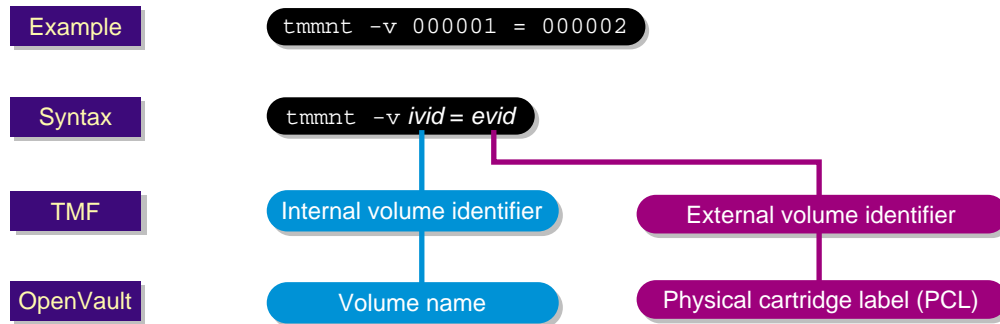 Example
tmmnt -v 000001 = 000002
Syntax
tmmnt -v ivid = evid
TMF
Internal volume identifier
External volume identifier
OpenVault
Volume name
Physical cartridge label (PCL)